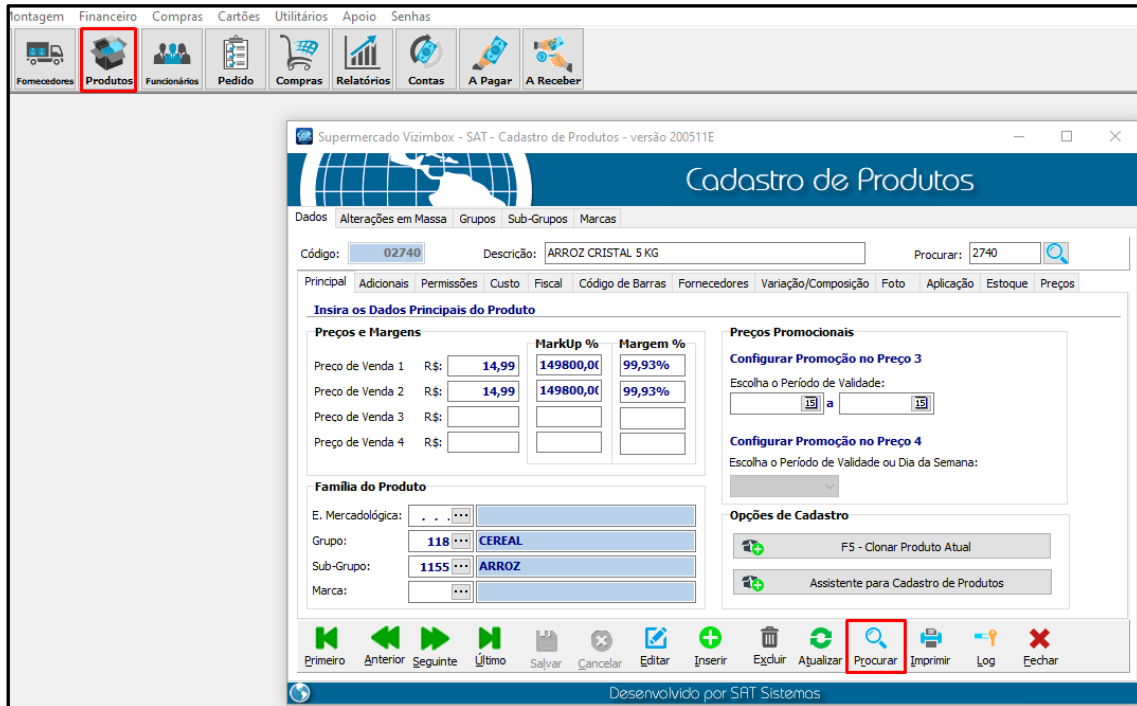 Montagem Financeiro Compras Cartões Utilitários Apoio Senhas
Fornecedores Produtos Funcionários Pedido Compras Relatórios Contas A Pagar A Receber
Supermercado Vizimbox - SAT - Cadastro de Produtos - versão 200511E
Cadastro de Produtos
Dados Alterações em Massa Grupos Sub-Grupos Marcas
Código: 02740 Descrição: ARROZ CRISTAL 5 KG Procurar: 2740
Principal Adicionais Permissões Custo Fiscal Código de Barras Fornecedores Variação/Composição Foto Aplicação Estoque Preços
Insira os Dados Principais do Produto
Preços e Margens
MarkUp % Margem %
Preço de Venda 1 R$: 14,99 149800,0( 99,93%
Preço de Venda 2 R$: 14,99 149800,0( 99,93%
Preço de Venda 3 R$:
Preço de Venda 4 R$:
Preços Promocionais
Configurar Promoção no Preço 3
Escolha o Período de Validade:
15 a 15
Configurar Promoção no Preço 4
Escolha o Período de Validade ou Dia da Semana:
Família do Produto
E. Mercadológica: . . . ...
Grupo: 118 ... CEREAL
Sub-Grupo: 1155 ... ARROZ
Marca: ...
Opções de Cadastro
F5 - Clonar Produto Atual
Assistente para Cadastro de Produtos
Primeiro Anterior Seguinte Último Salvar Cancelar Editar Inserir Excluir Atualizar Procurar Imprimir Log Fechar
Desenvolvido por SAT Sistemas